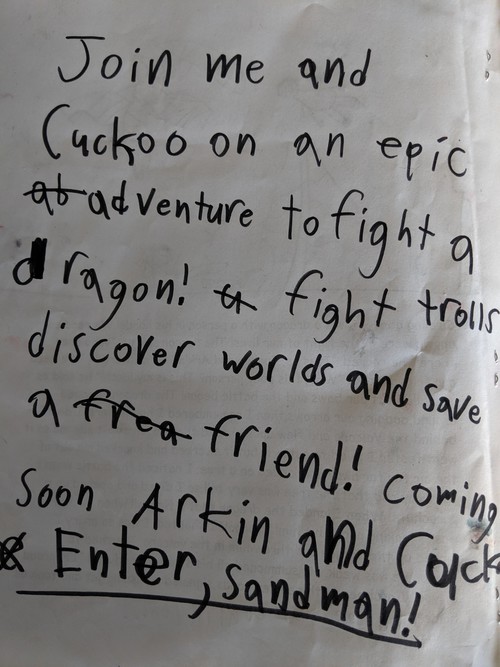 Join me and
Cuckoo on an epic
ab adventure to fight a
dragon! a fight trolls
discover worlds and save
a frea friend! coming
Soon Arkin and Cuck
Enter, Sandman!